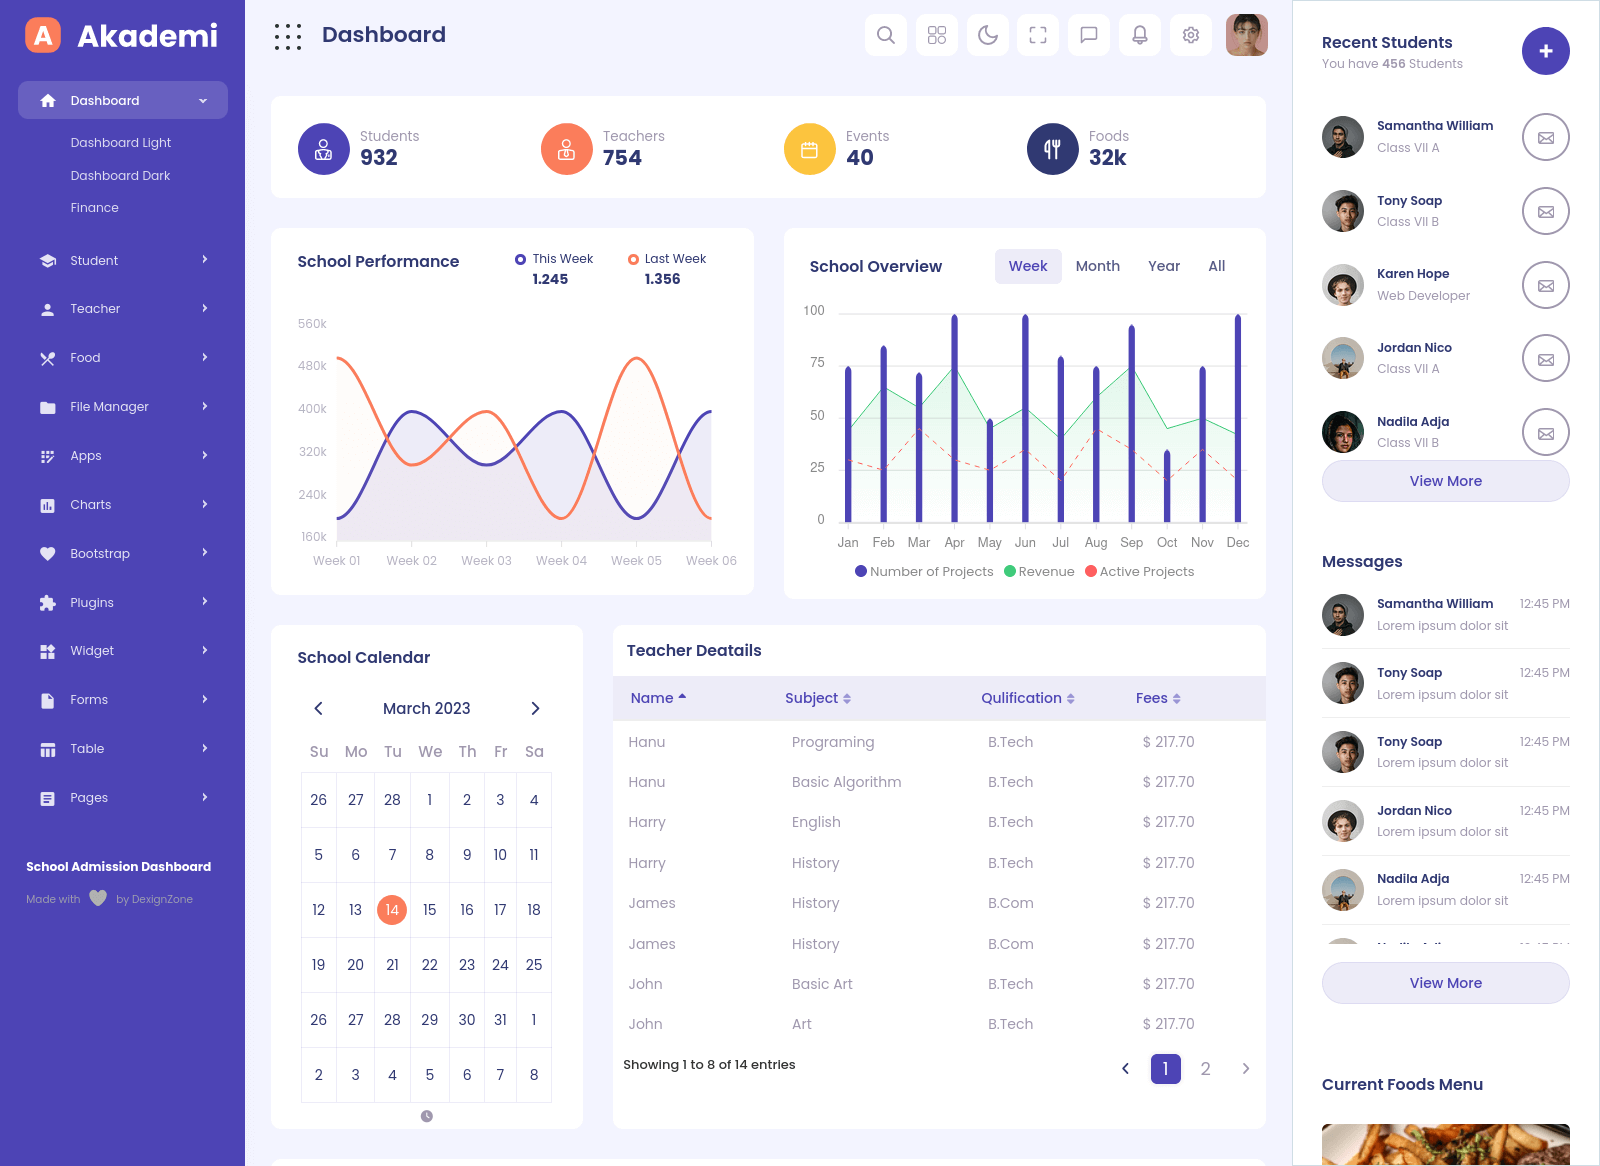 A Akademi
Dashboard
Dashboard Light
Dashboard Dark
Finance
Student
Teacher
Food
File Manager
Apps
Charts
Bootstrap
Plugins
Widget
Forms
Table
Pages
School Admission Dashboard
Made with by DexignZone
Dashboard
Students
932
Teachers
754
Events
40
Foods
32k
School Performance
This Week
1.245
Last Week
1.356
560k
480k
400k
320k
240k
160k
Week 01 Week 02 Week 03 Week 04 Week 05 Week 06
School Overview
Week Month Year All
100
75
50
25
0
Jan Feb Mar Apr May Jun Jul Aug Sep Oct Nov Dec
Number of Projects Revenue Active Projects
School Calendar
March 2023
Su Mo Tu We Th Fr Sa
26 27 28 1 2 3 4
5 6 7 8 9 10 11
12 13 14 15 16 17 18
19 20 21 22 23 24 25
26 27 28 29 30 31 1
2 3 4 5 6 7 8
Teacher Deatails
Name Subject Qulification Fees
Hanu Programing B.Tech $ 217.70
Hanu Basic Algorithm B.Tech $ 217.70
Harry English B.Tech $ 217.70
Harry History B.Tech $ 217.70
James History B.Com $ 217.70
James History B.Com $ 217.70
John Basic Art B.Tech $ 217.70
John Art B.Tech $ 217.70
Showing 1 to 8 of 14 entries
1 2
Recent Students
You have 456 Students
Samantha William
Class VII A
Tony Soap
Class VII B
Karen Hope
Web Developer
Jordan Nico
Class VII A
Nadila Adja
Class VII B
View More
Messages
Samantha William 12:45 PM
Lorem ipsum dolor sit
Tony Soap 12:45 PM
Lorem ipsum dolor sit
Tony Soap 12:45 PM
Lorem ipsum dolor sit
Jordan Nico 12:45 PM
Lorem ipsum dolor sit
Nadila Adja 12:45 PM
Lorem ipsum dolor sit
View More
Current Foods Menu